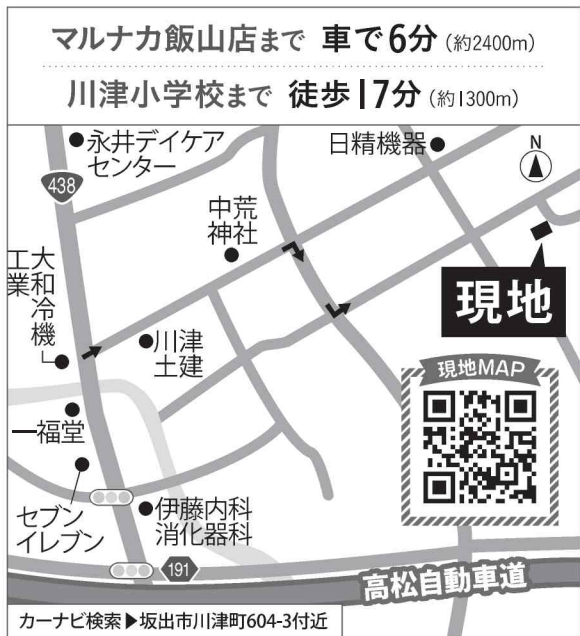 マルナカ飯山店まで 車で6分(約2400m)
川津小学校まで 徒歩17分(約1300m)
永井デイケア
センター
日精機器
N
438
中荒
神社
大和冷機
工業
現地
川津
土建
現地MAP
一福堂
セブン
イレブン
伊藤内科
消化器科
191
高松自動車道
カーナビ検索▶坂出市川津町604-3付近